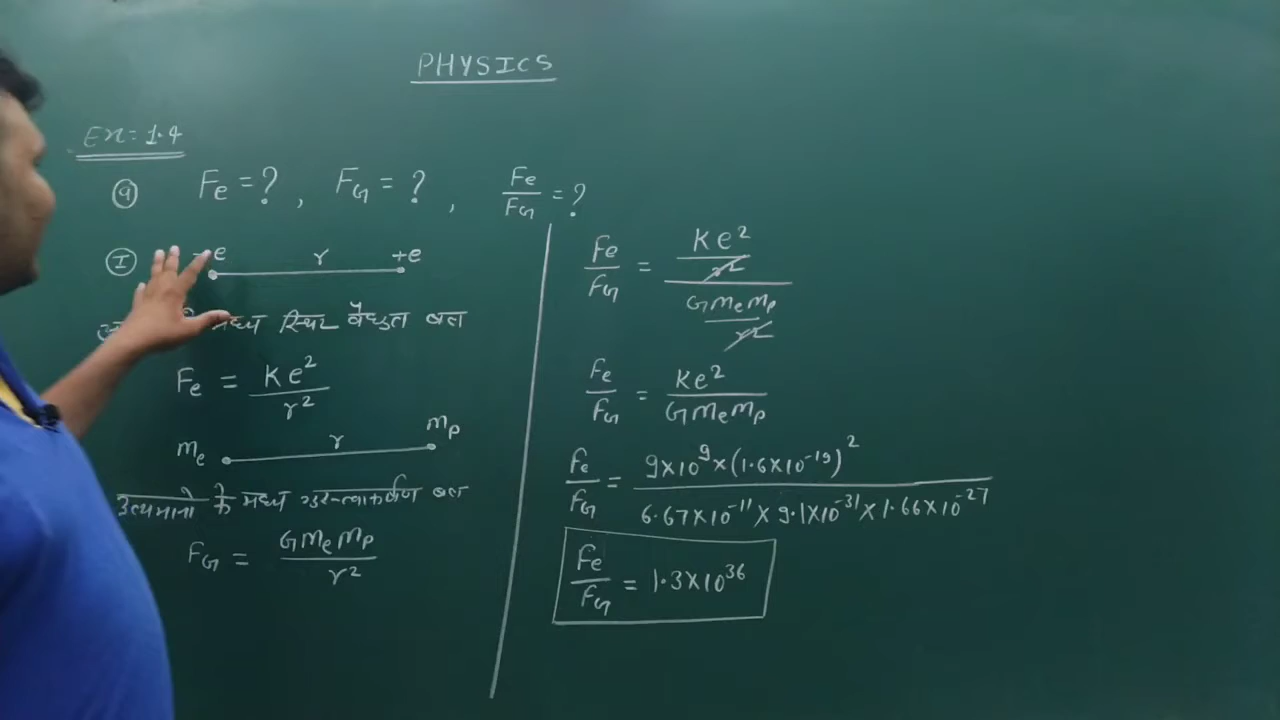 PHYSICS
Ex= 1.4
(a) Fe = ? , FG = ? , Fe/FG = ?
(I) -e r +e
मध्य स्थिर वैद्युत बल
Fe = Ke²/r²
me r mp
के मध्य गुरुत्वाकर्षण बल
FG = Gmemp/r²
Fe/FG = (Ke²/r²)/(Gmemp/r²)
Fe/FG = Ke²/Gmemp
Fe/FG = 9×10⁹×(1.6×10⁻¹⁹)²/6.67×10⁻¹¹×9.1×10⁻³¹×1.66×10⁻²⁷
Fe/FG = 1.3×10³⁶